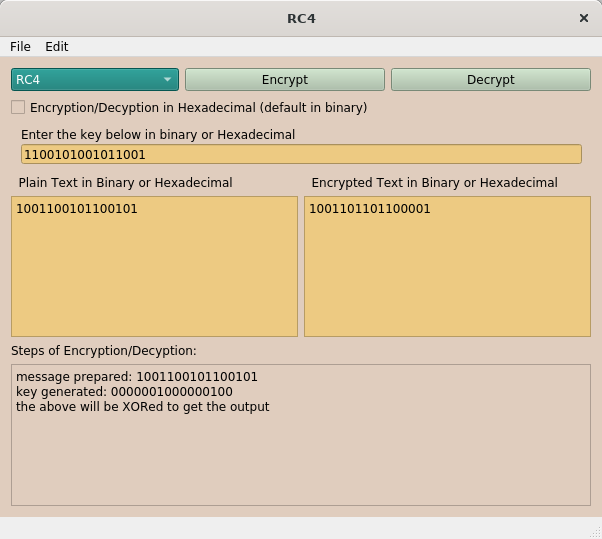 RC4
File Edit
RC4 Encrypt Decrypt
Encryption/Decyption in Hexadecimal (default in binary)
Enter the key below in binary or Hexadecimal
1100101001011001
Plain Text in Binary or Hexadecimal Encrypted Text in Binary or Hexadecimal
1001100101100101 1001101101100001
Steps of Encryption/Decyption:
message prepared: 1001100101100101
key generated: 0000001000000100
the above will be XORed to get the output